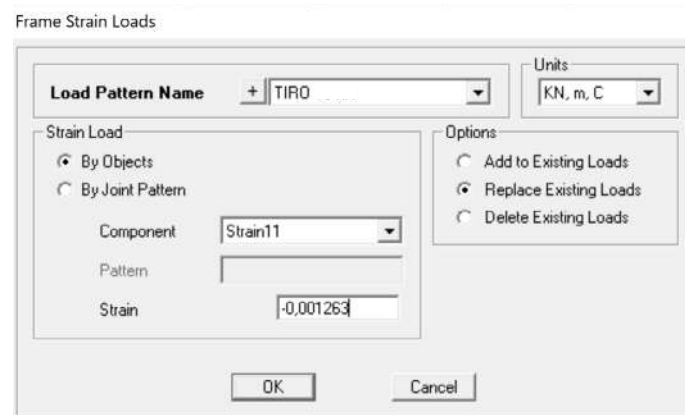 Frame Strain Loads
Load Pattern Name + TIRO
Units
KN, m, C
Strain Load
By Objects
By Joint Pattern
Component Strain11
Pattern
Strain -0,001263
Options
Add to Existing Loads
Replace Existing Loads
Delete Existing Loads
OK Cancel